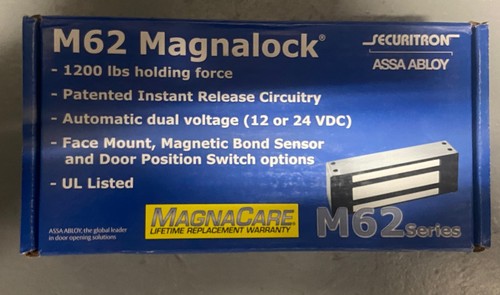 M62 Magnalock®
SECURITRON®
ASSA ABLOY
- 1200 lbs holding force
- Patented Instant Release Circuitry
- Automatic dual voltage (12 or 24 VDC)
- Face Mount, Magnetic Bond Sensor
and Door Position Switch options
- UL Listed
ASSA ABLOY, the global leader
in door opening solutions
MAGNACARE®
LIFETIME REPLACEMENT WARRANTY
M62 Series